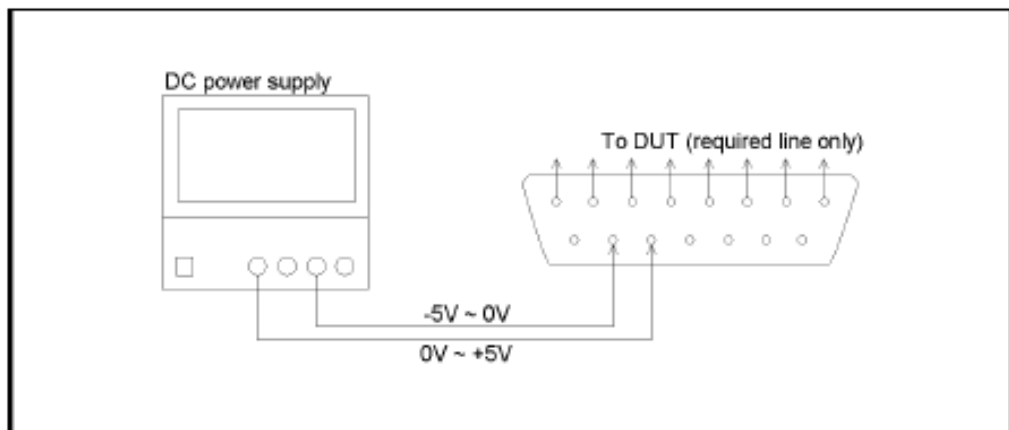 DC power supply
To DUT (required line only)
-5V ~ 0V
0V ~ +5V